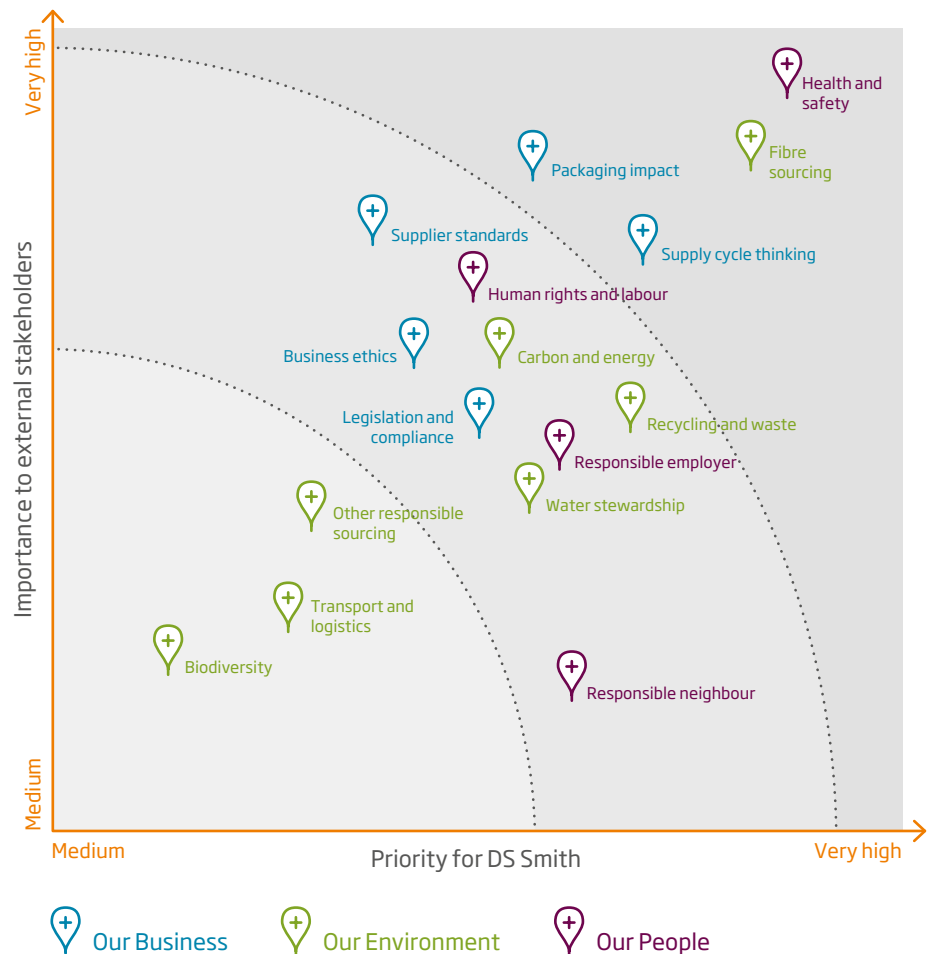 Very high
Importance to external stakeholders
Medium
Health and
safety
Fibre
sourcing
Packaging impact
Supplier standards
Supply cycle thinking
Human rights and labour
Business ethics
Carbon and energy
Legislation and
compliance
Recycling and waste
Responsible employer
Water stewardship
Other responsible
sourcing
Transport and
logistics
Biodiversity
Responsible neighbour
Medium
Priority for DS Smith
Very high
Our Business
Our Environment
Our People